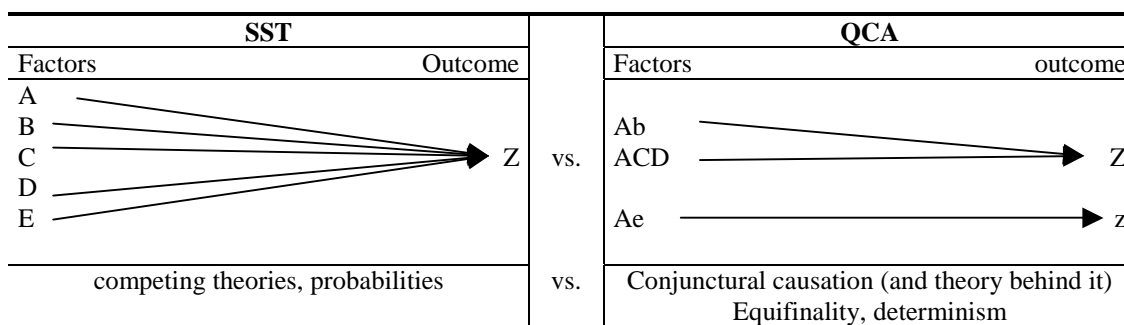 SST QCA
Factors Outcome Factors outcome
A
B
C
D
E
Z
vs.
Ab
ACD
Ae
Z
z
competing theories, probabilities vs. Conjunctural causation (and theory behind it)
Equifinality, determinism